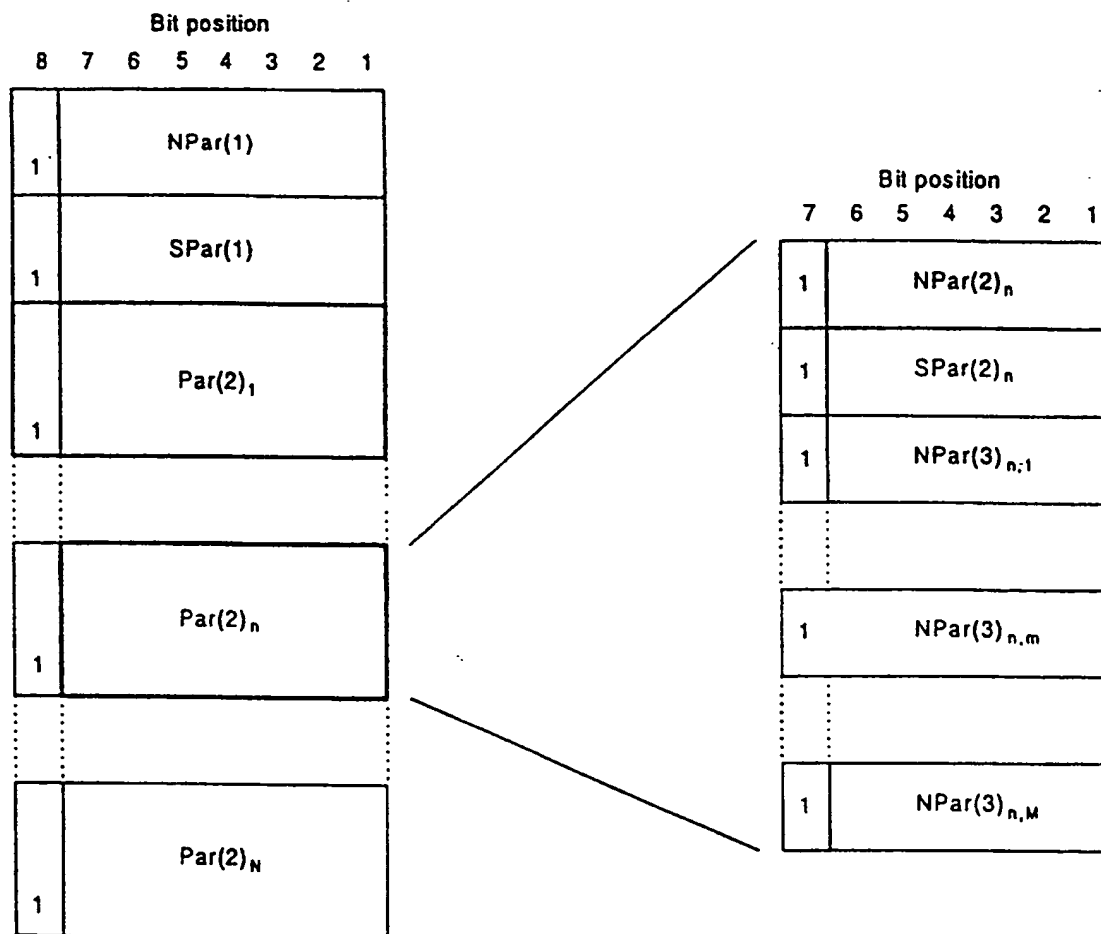 Bit position
8 7 6 5 4 3 2 1
NPar(1)
1
SPar(1)
1
Par(2)₁
1
Par(2)ₙ
1
Par(2)_N
1
Bit position
7 6 5 4 3 2 1
1 NPar(2)ₙ
1 SPar(2)ₙ
1 NPar(3)ₙ,₁
1 NPar(3)ₙ,ₘ
1 NPar(3)ₙ,_M